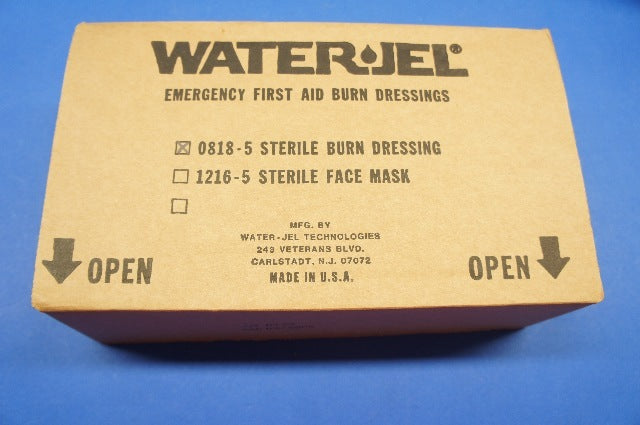 WATER-JEL®
EMERGENCY FIRST AID BURN DRESSINGS
☒ 0818-5 STERILE BURN DRESSING
☐ 1216-5 STERILE FACE MASK
☐
MFG. BY
WATER-JEL TECHNOLOGIES
243 VETERANS BLVD.
CARLSTADT, N.J. 07072
MADE IN U.S.A.
OPEN
OPEN